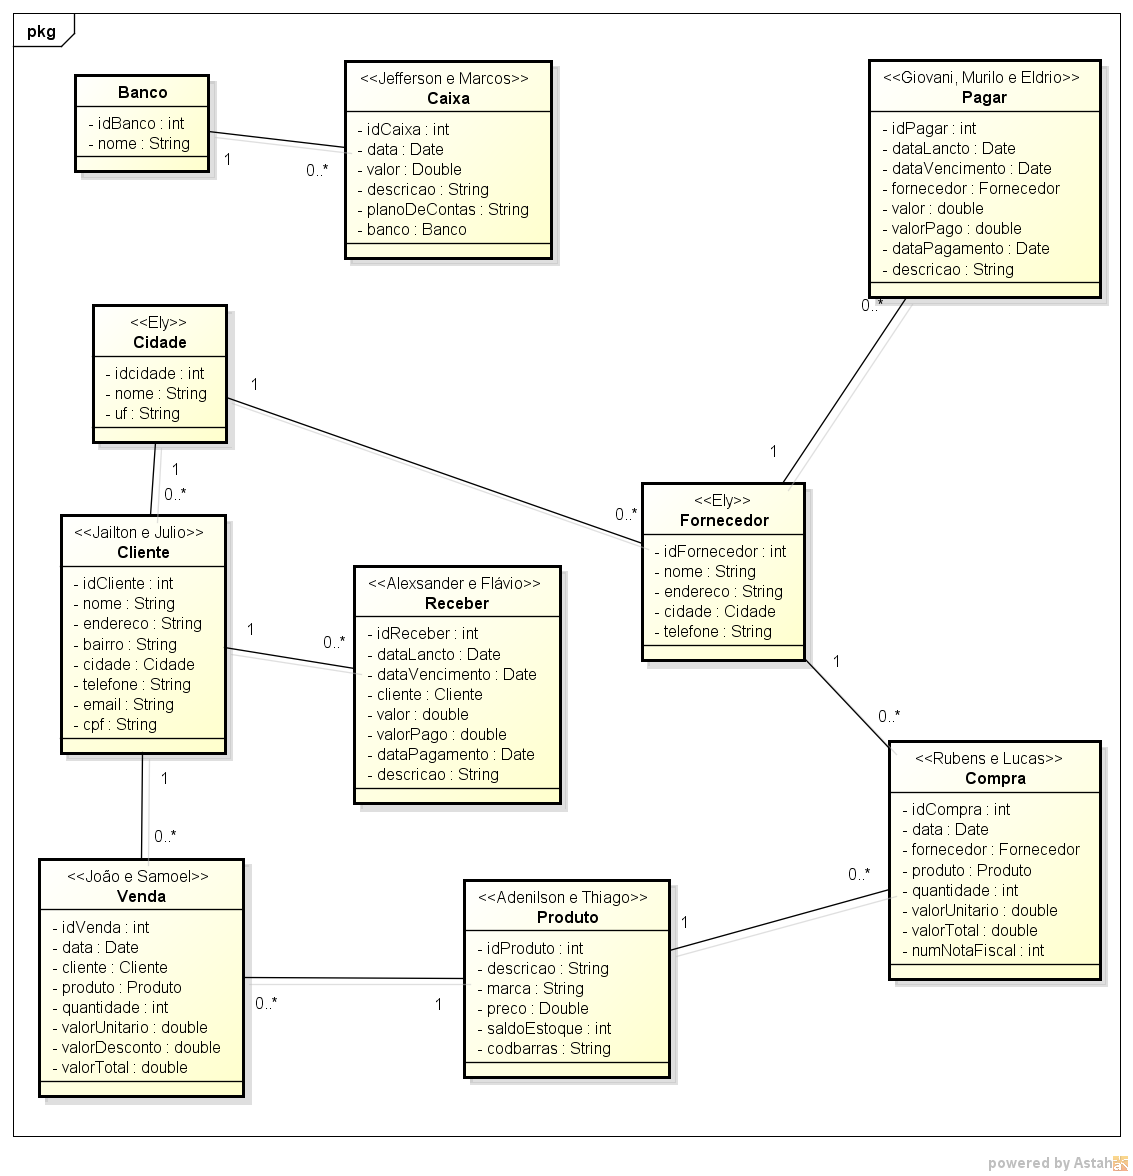 pkg
Banco
- idBanco : int
- nome : String
1
0..*
<<Jefferson e Marcos>>
Caixa
- idCaixa : int
- data : Date
- valor : Double
- descricao : String
- planoDeContas : String
- banco : Banco
<<Giovani, Murilo e Eldrio>>
Pagar
- idPagar : int
- dataLancto : Date
- dataVencimento : Date
- fornecedor : Fornecedor
- valor : double
- valorPago : double
- dataPagamento : Date
- descricao : String
0..*
1
<<Ely>>
Cidade
- idcidade : int
- nome : String
- uf : String
1
0..*
1
0..*
<<Ely>>
Fornecedor
- idFornecedor : int
- nome : String
- endereco : String
- cidade : Cidade
- telefone : String
1
0..*
<<Jailton e Julio>>
Cliente
- idCliente : int
- nome : String
- endereco : String
- bairro : String
- cidade : Cidade
- telefone : String
- email : String
- cpf : String
1
0..*
<<Alexsander e Flávio>>
Receber
- idReceber : int
- dataLancto : Date
- dataVencimento : Date
- cliente : Cliente
- valor : double
- valorPago : double
- dataPagamento : Date
- descricao : String
1
0..*
<<Rubens e Lucas>>
Compra
- idCompra : int
- data : Date
- fornecedor : Fornecedor
- produto : Produto
- quantidade : int
- valorUnitario : double
- valorTotal : double
- numNotaFiscal : int
0..*
1
<<João e Samoel>>
Venda
- idVenda : int
- data : Date
- cliente : Cliente
- produto : Produto
- quantidade : int
- valorUnitario : double
- valorDesconto : double
- valorTotal : double
0..*
1
<<Adenilson e Thiago>>
Produto
- idProduto : int
- descricao : String
- marca : String
- preco : Double
- saldoEstoque : int
- codbarras : String
powered by Astah